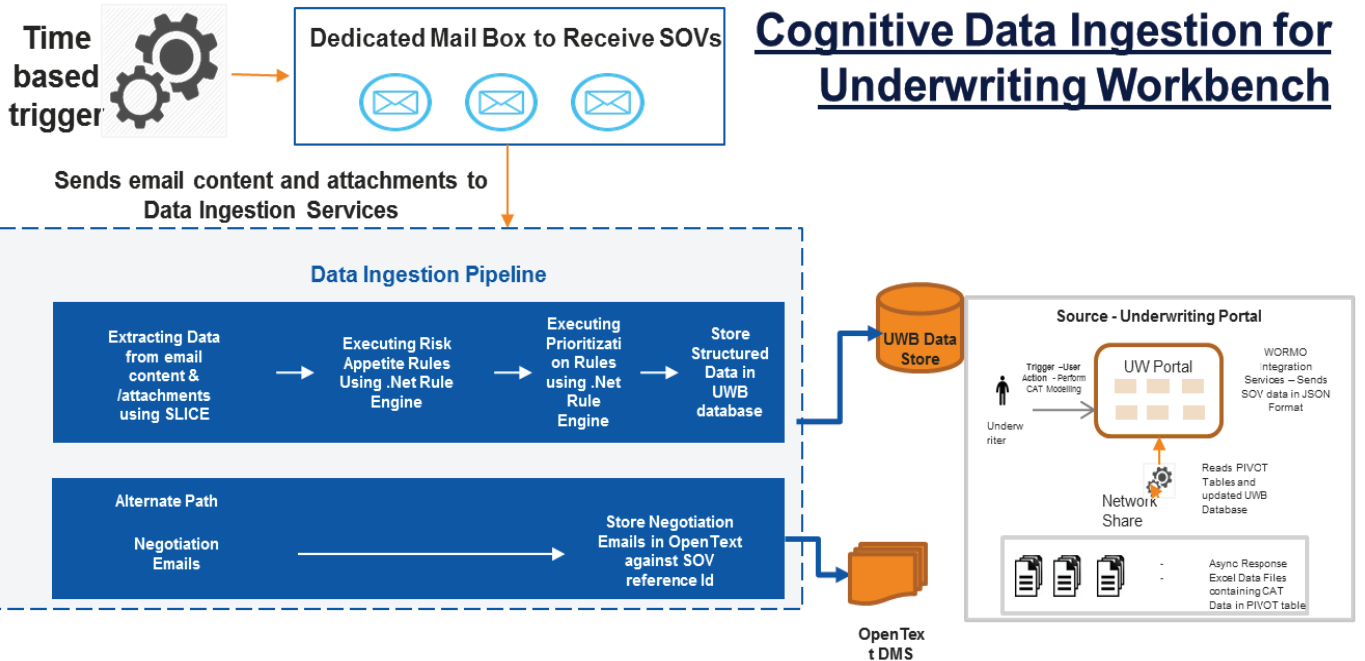 Time
based
trigger
Dedicated Mail Box to Receive SOVs
Cognitive Data Ingestion for
Underwriting Workbench
Sends email content and attachments to
Data Ingestion Services
Data Ingestion Pipeline
Extracting Data
from email
content &
/attachments
using SLICE
Executing Risk
Appetite Rules
Using .Net Rule
Engine
Executing
Prioritizati
on Rules
using .Net
Rule
Engine
Store
Structured
Data in
UWB
database
Alternate Path
Negotiation
Emails
Store Negotiation
Emails in OpenText
against SOV
reference Id
UWB Data
Store
OpenTex
t DMS
Source - Underwriting Portal
Trigger –User
Action - Perform
CAT Modelling
Underw
riter
UW Portal
WORMO
Integration
Services – Sends
SOV data in JSON
Format
Network
Share
Reads PIVOT
Tables and
updated UWB
Database
- Async Response
- Excel Data Files
containing CAT
Data in PIVOT table